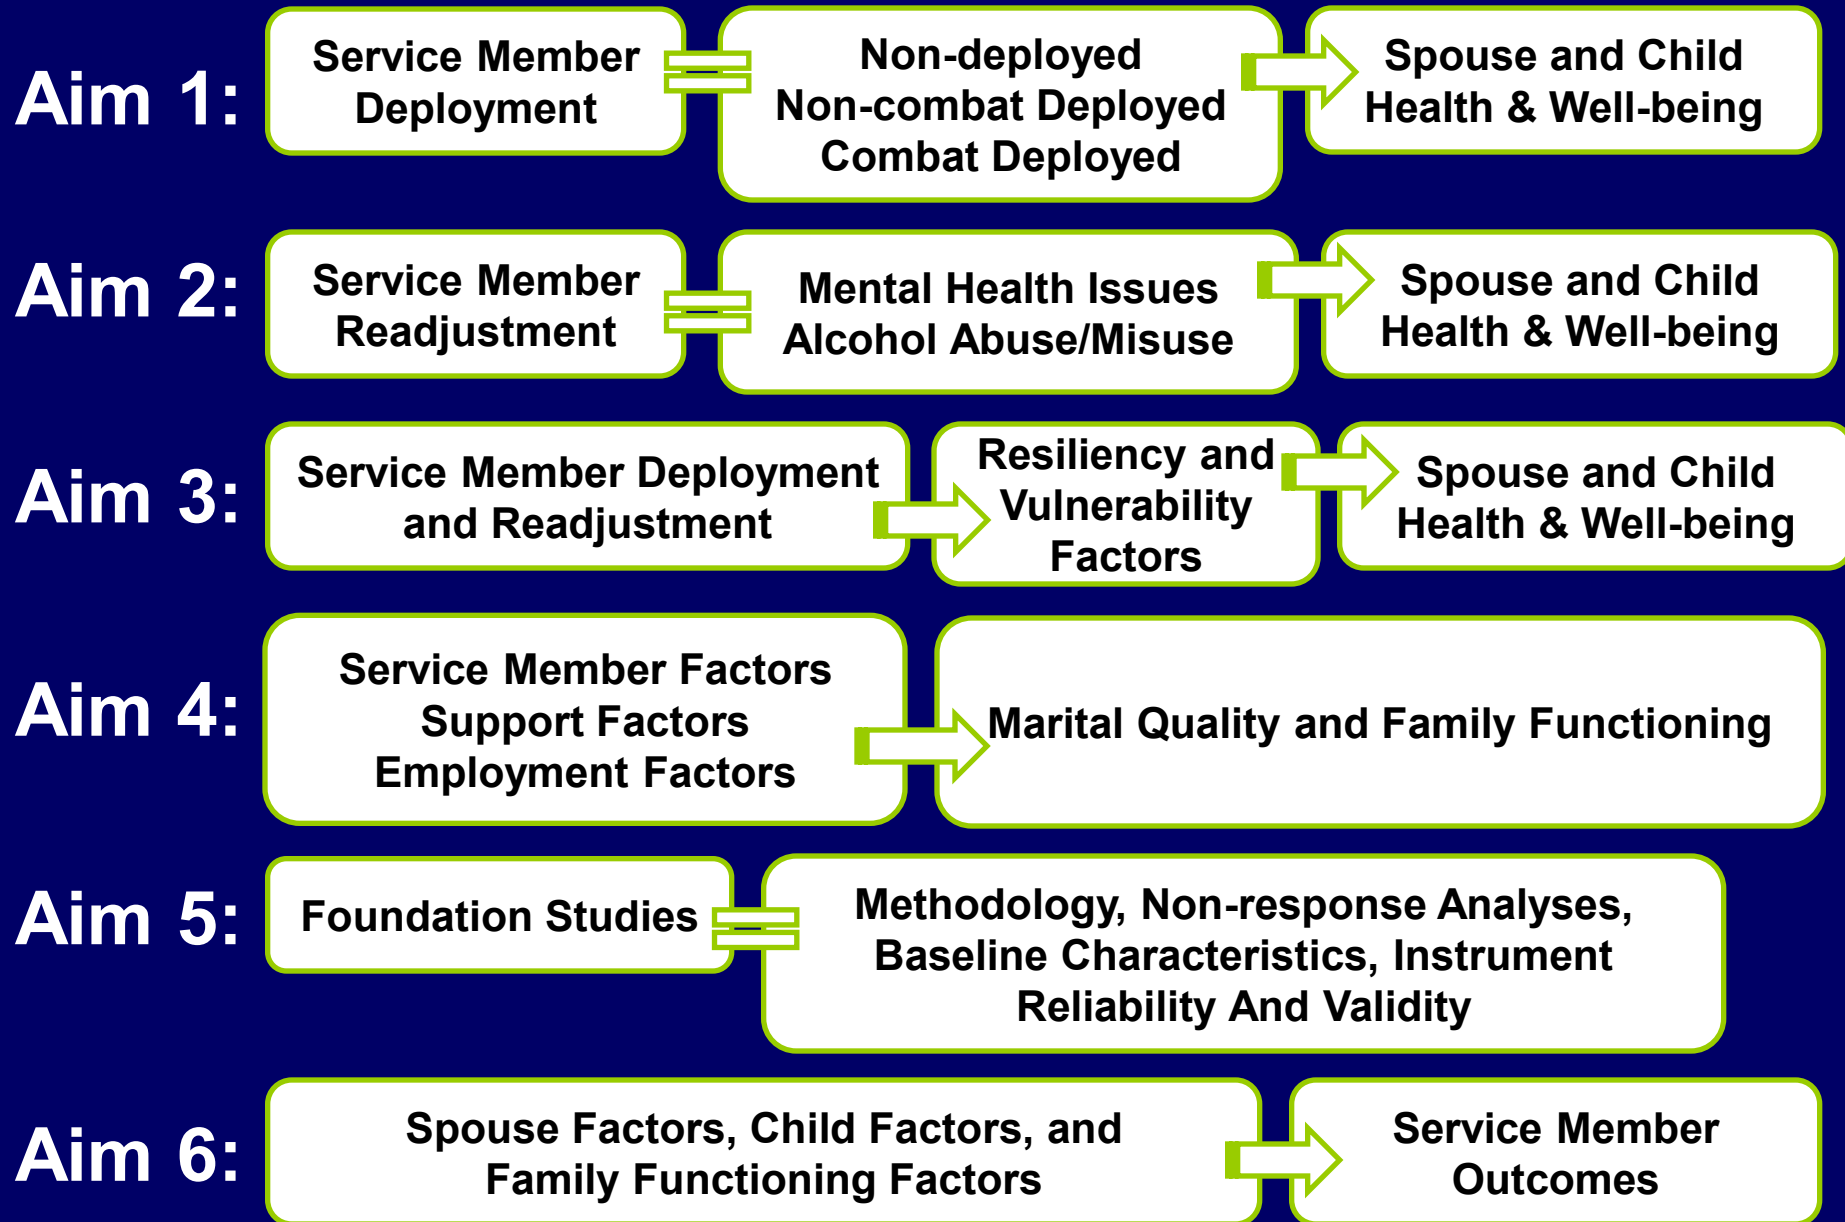 Aim 1:
Service Member
Deployment
Non-deployed
Non-combat Deployed
Combat Deployed
Spouse and Child
Health & Well-being
Aim 2:
Service Member
Readjustment
Mental Health Issues
Alcohol Abuse/Misuse
Spouse and Child
Health & Well-being
Aim 3:
Service Member Deployment
and Readjustment
Resiliency and
Vulnerability
Factors
Spouse and Child
Health & Well-being
Aim 4:
Service Member Factors
Support Factors
Employment Factors
Marital Quality and Family Functioning
Aim 5:
Foundation Studies
Methodology, Non-response Analyses,
Baseline Characteristics, Instrument
Reliability And Validity
Aim 6:
Spouse Factors, Child Factors, and
Family Functioning Factors
Service Member
Outcomes